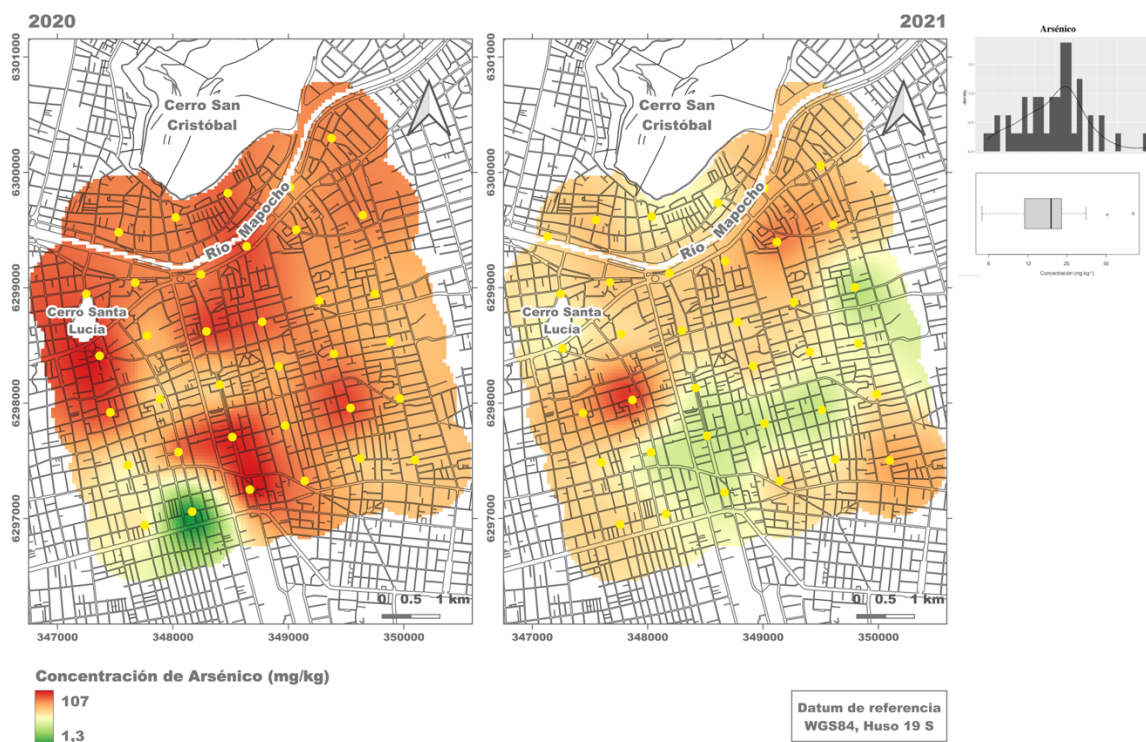 2020
2021
6301000
6300000
6299000
6298000
6297000
Cerro San
Cristóbal
Río Mapocho
Cerro Santa
Lucía
0 0.5 1 km
347000 348000 349000 350000
6301000
6300000
6299000
6298000
6297000
Cerro San
Cristóbal
Río Mapocho
Cerro Santa
Lucía
0 0.5 1 km
347000 348000 349000 350000
Arsénico
density
6 12 25 50
Concentración (mg kg⁻¹)
Concentración de Arsénico (mg/kg)
107
1,3
Datum de referencia
WGS84, Huso 19 S